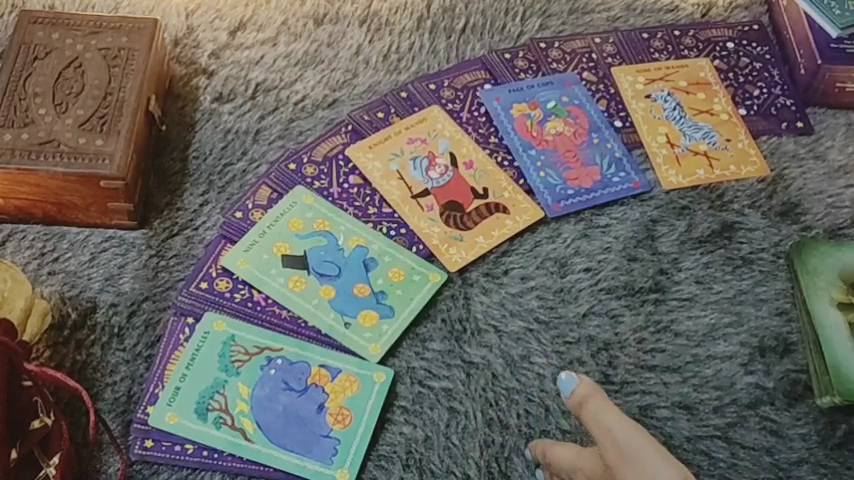 FOUR OF PENTACLES
NINE OF PENTACLES
KNIGHT OF WANDS
PAGE OF CUPS
NINE OF WANDS